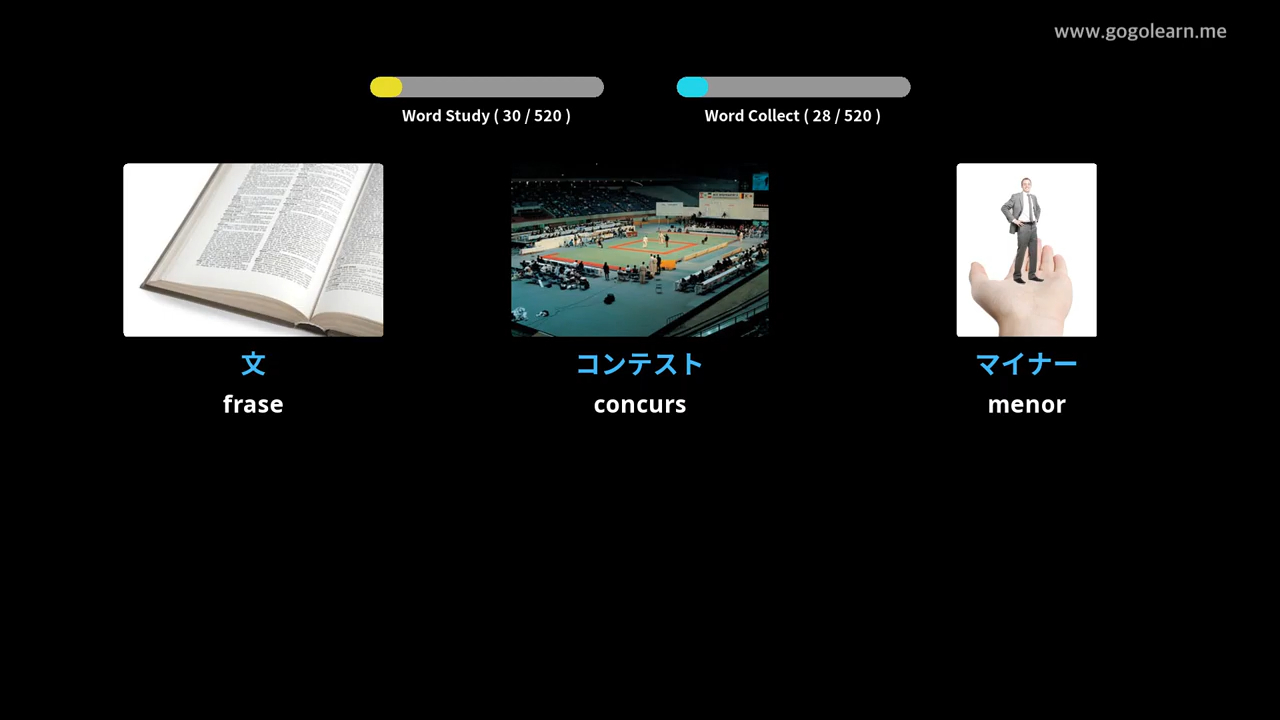 www.gogolearn.me
Word Study ( 30 / 520 )
Word Collect ( 28 / 520 )
文
コンテスト
マイナー
frase
concurs
menor